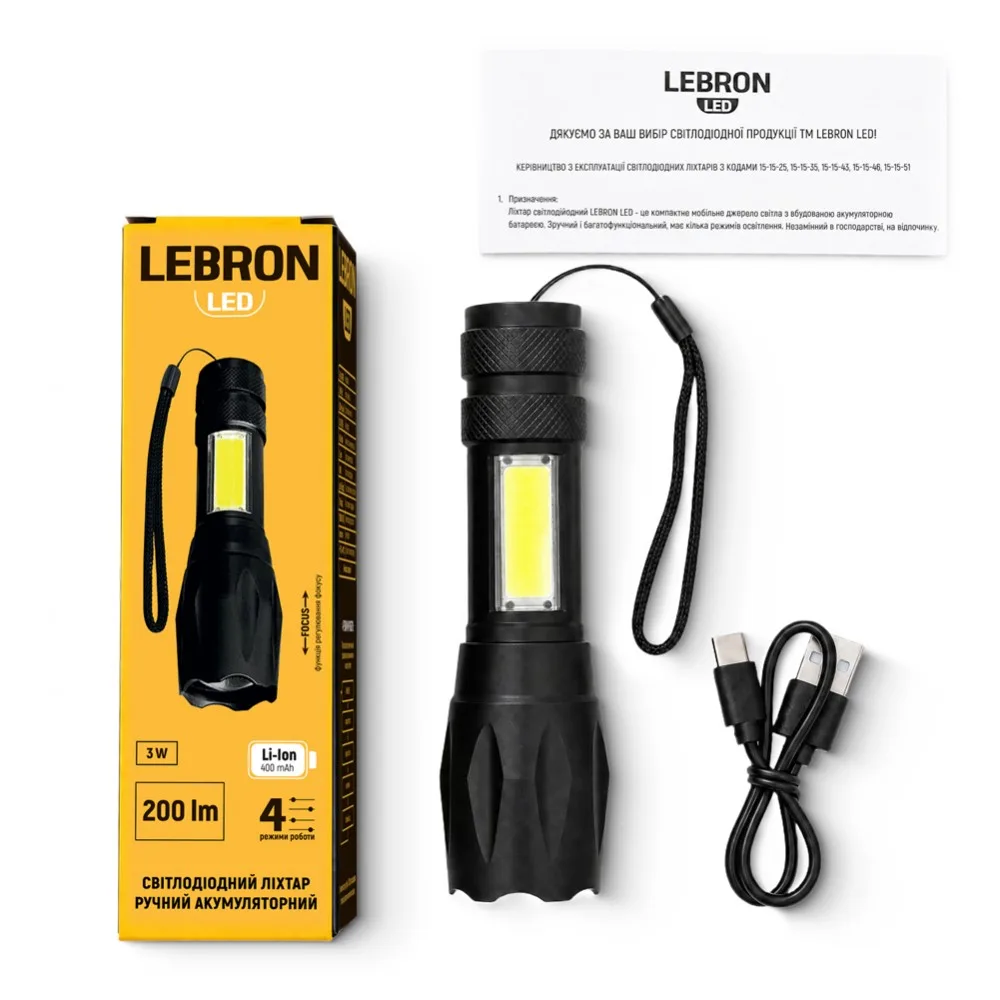 LEBRON
LED
ДЯКУЄМО ЗА ВАШ ВИБІР СВІТЛОДІОДНОЇ ПРОДУКЦІЇ ТМ LEBRON LED!
КЕРІВНИЦТВО З ЕКСПЛУАТАЦІЇ СВІТЛОДІОДНИХ ЛІХТАРІВ З КОДАМИ 15-15-25, 15-15-35, 15-15-43, 15-15-46, 15-15-51
1. Призначення:
Ліхтар світлодійодний LEBRON LED - це компактне мобільне джерело світла з вбудованою акумуляторною
батареєю. Зручний і багатофункціональний, має кілька режимів освітлення. Незамінний в господарстві, на відпочинку.
LEBRON
LED
LEBRON
LED
FOCUS
функція регулювання фокусу
3 W
Li-Ion
400 mAh
200 lm
4
режими роботи
СВІТЛОДІОДНИЙ ЛІХТАР
РУЧНИЙ АКУМУЛЯТОРНИЙ